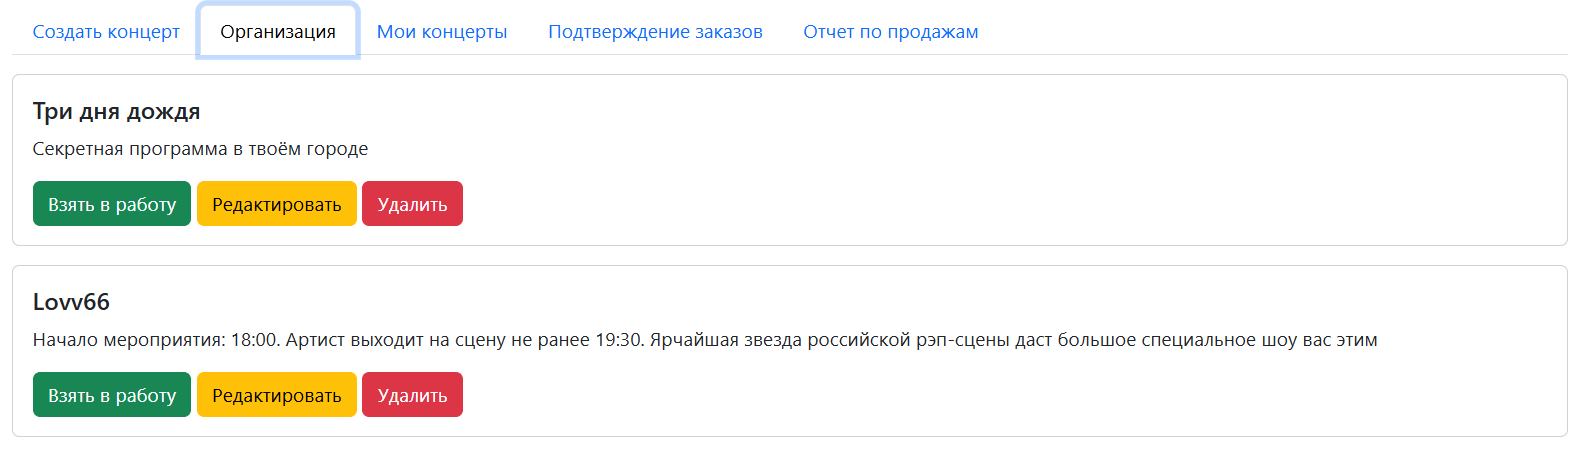 Создать концерт Организация Мои концерты Подтверждение заказов Отчет по продажам
Три дня дождя
Секретная программа в твоём городе
Взять в работу Редактировать Удалить
Lovv66
Начало мероприятия: 18:00. Артист выходит на сцену не ранее 19:30. Ярчайшая звезда российской рэп-сцены даст большое специальное шоу вас этим
Взять в работу Редактировать Удалить